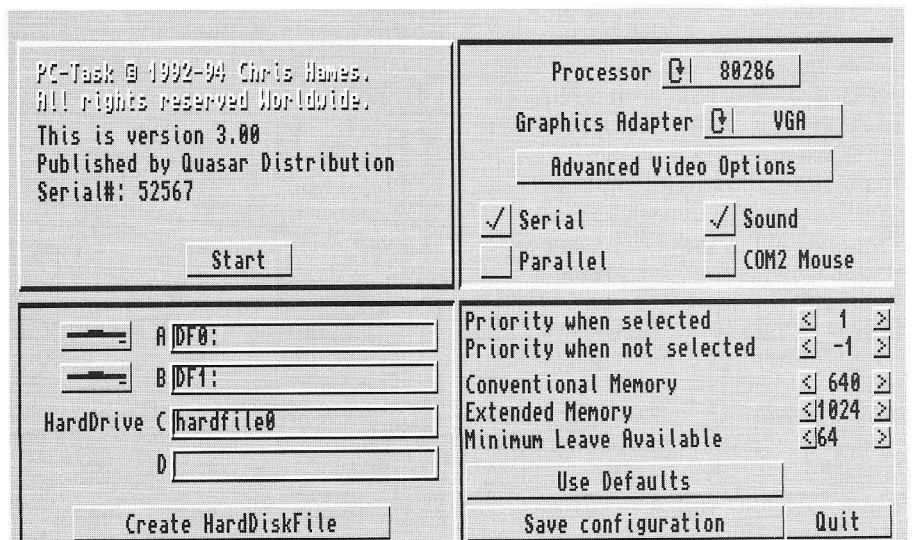 PC-Task © 1992-94 Chris Hames.
All rights reserved Worldwide.
This is version 3.00
Published by Quasar Distribution
Serial#: 52567
Start
Processor 80286
Graphics Adapter VGA
Advanced Video Options
Serial
Sound
Parallel
COM2 Mouse
A DF0:
B DF1:
HardDrive C hardfile0
D
Create HardDiskFile
Priority when selected < 1 >
Priority when not selected < -1 >
Conventional Memory < 640 >
Extended Memory < 1024 >
Minimum Leave Available < 64 >
Use Defaults
Save configuration
Quit